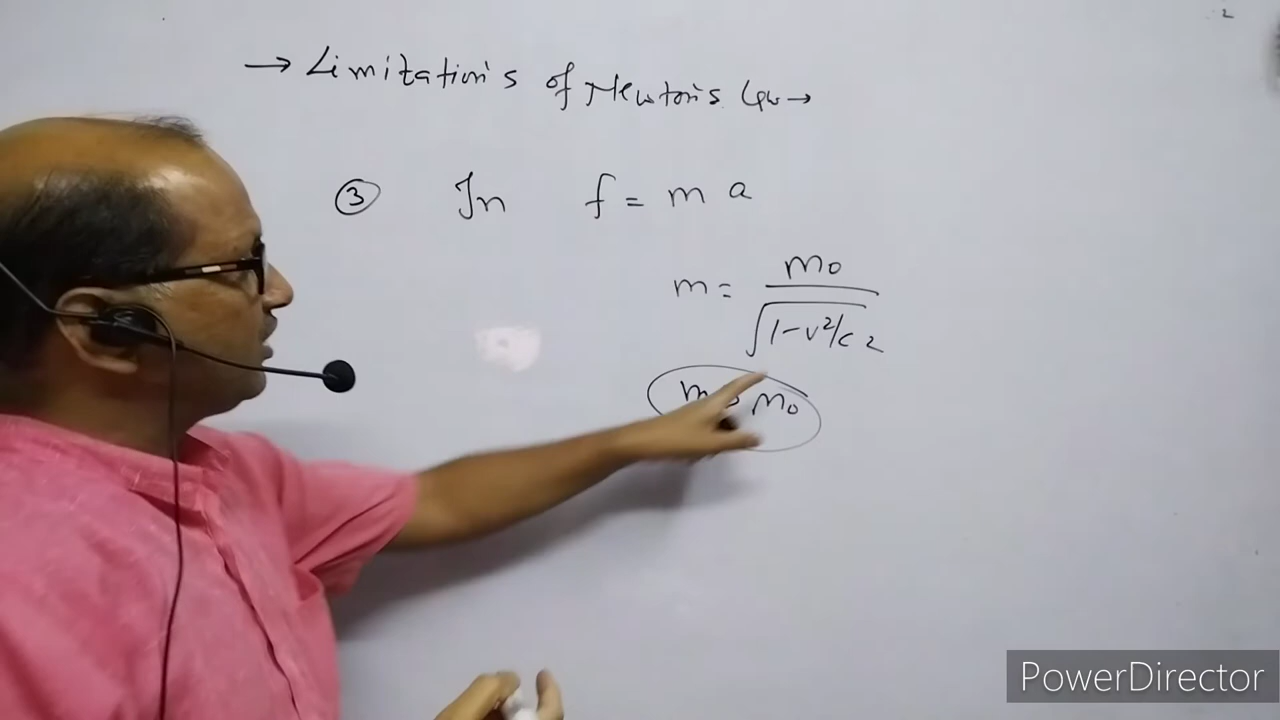 → Limitation's of Newton's Law →
③ In f = m a
m = m0 / √1-v²/c²
m m0
PowerDirector